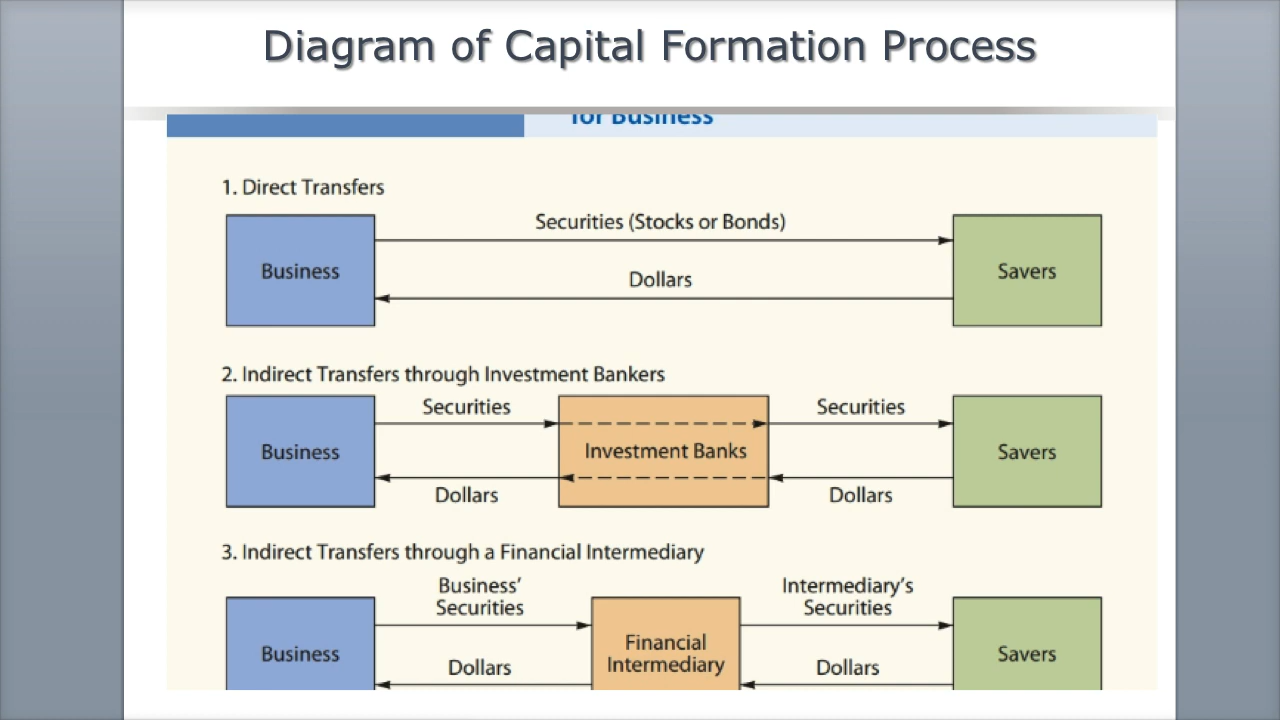 Diagram of Capital Formation Process
for Business
1. Direct Transfers
Securities (Stocks or Bonds)
Business
Savers
Dollars
2. Indirect Transfers through Investment Bankers
Securities
Securities
Business
Investment Banks
Savers
Dollars
Dollars
3. Indirect Transfers through a Financial Intermediary
Business'
Securities
Intermediary's
Securities
Business
Financial
Intermediary
Savers
Dollars
Dollars